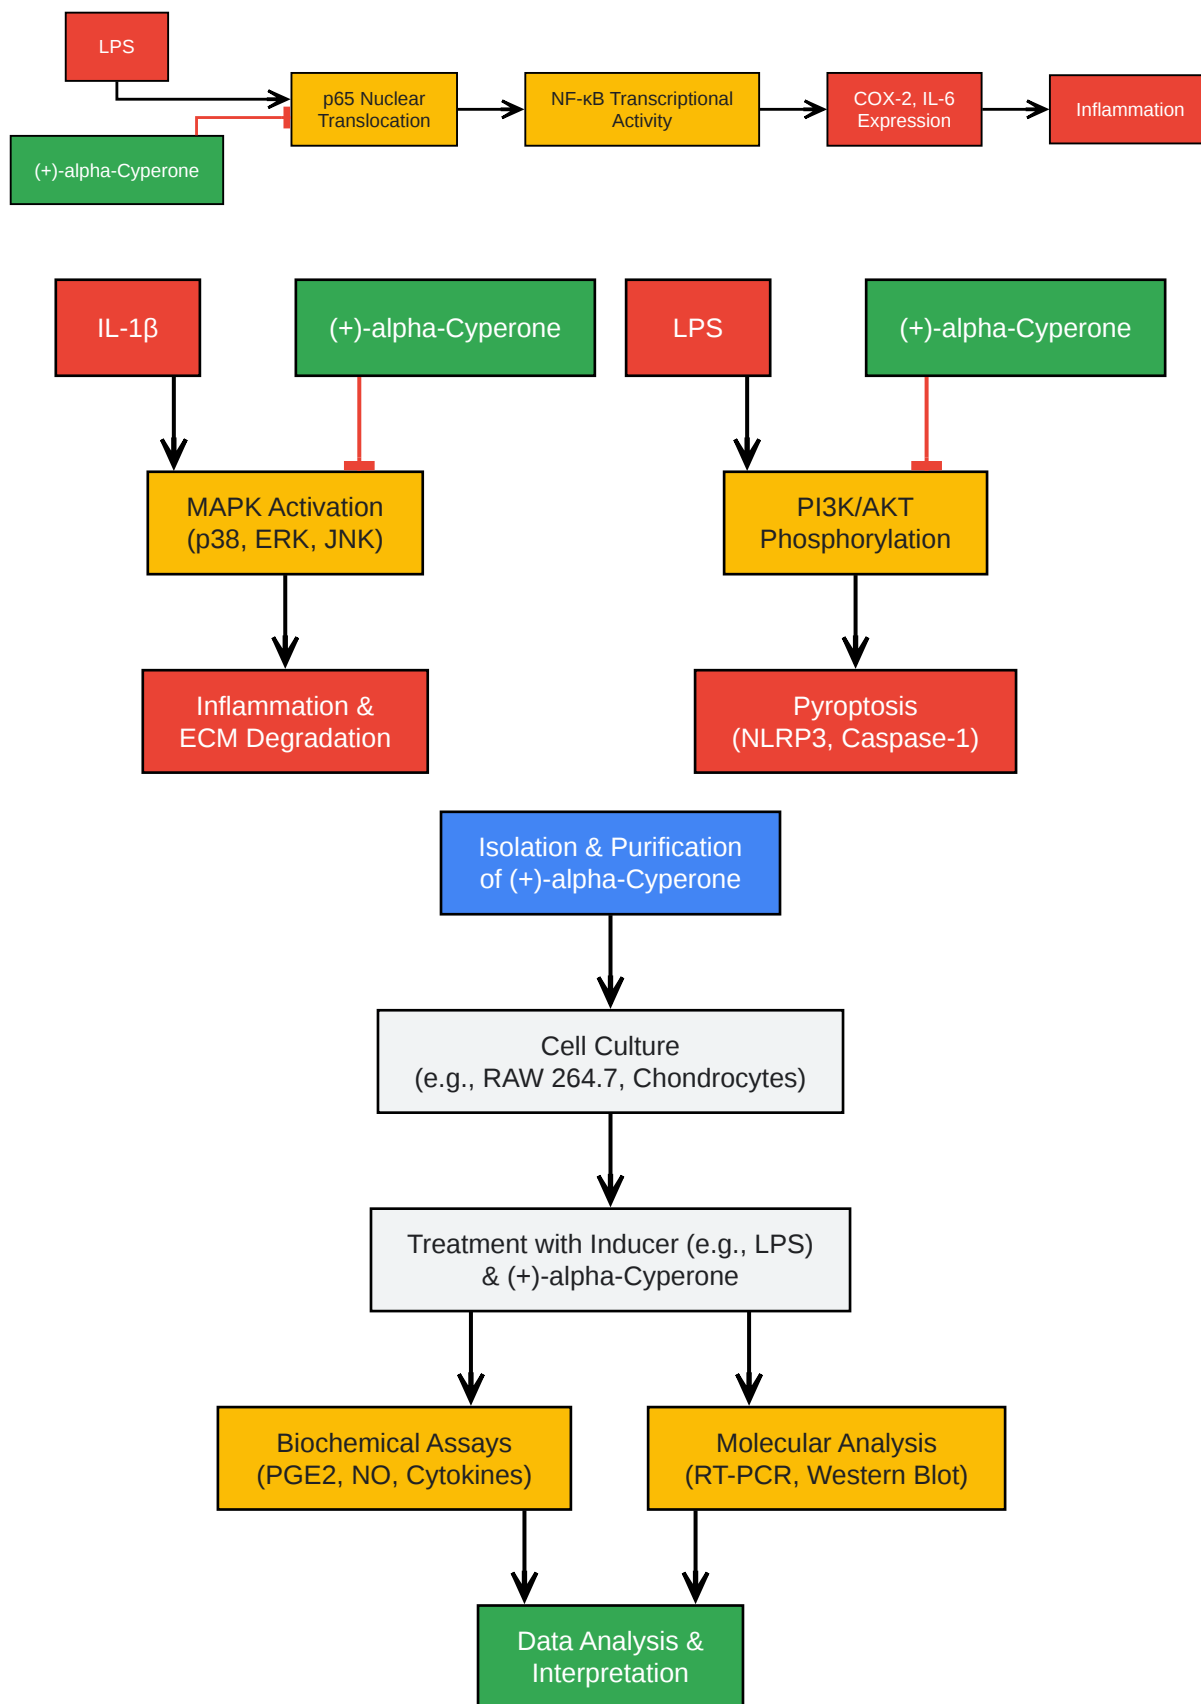 LPS
p65 Nuclear
Translocation
NF-κB Transcriptional
Activity
COX-2, IL-6
Expression
Inflammation
(+)-alpha-Cyperone
IL-1β
(+)-alpha-Cyperone
LPS
(+)-alpha-Cyperone
MAPK Activation
(p38, ERK, JNK)
PI3K/AKT
Phosphorylation
Inflammation &
ECM Degradation
Pyroptosis
(NLRP3, Caspase-1)
Isolation & Purification
of (+)-alpha-Cyperone
Cell Culture
(e.g., RAW 264.7, Chondrocytes)
Treatment with Inducer (e.g., LPS)
& (+)-alpha-Cyperone
Biochemical Assays
(PGE2, NO, Cytokines)
Molecular Analysis
(RT-PCR, Western Blot)
Data Analysis &
Interpretation